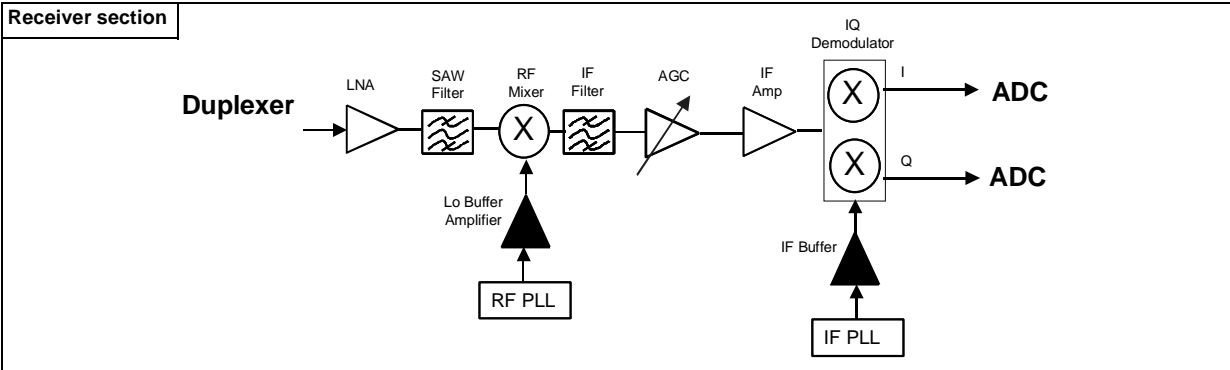 Receiver section
IQ
Demodulator
LNA
SAW
Filter
RF
Mixer
IF
Filter
AGC
IF
Amp
I
Duplexer
X
X
ADC
X
Q
ADC
Lo Buffer
Amplifier
IF Buffer
RF PLL
IF PLL